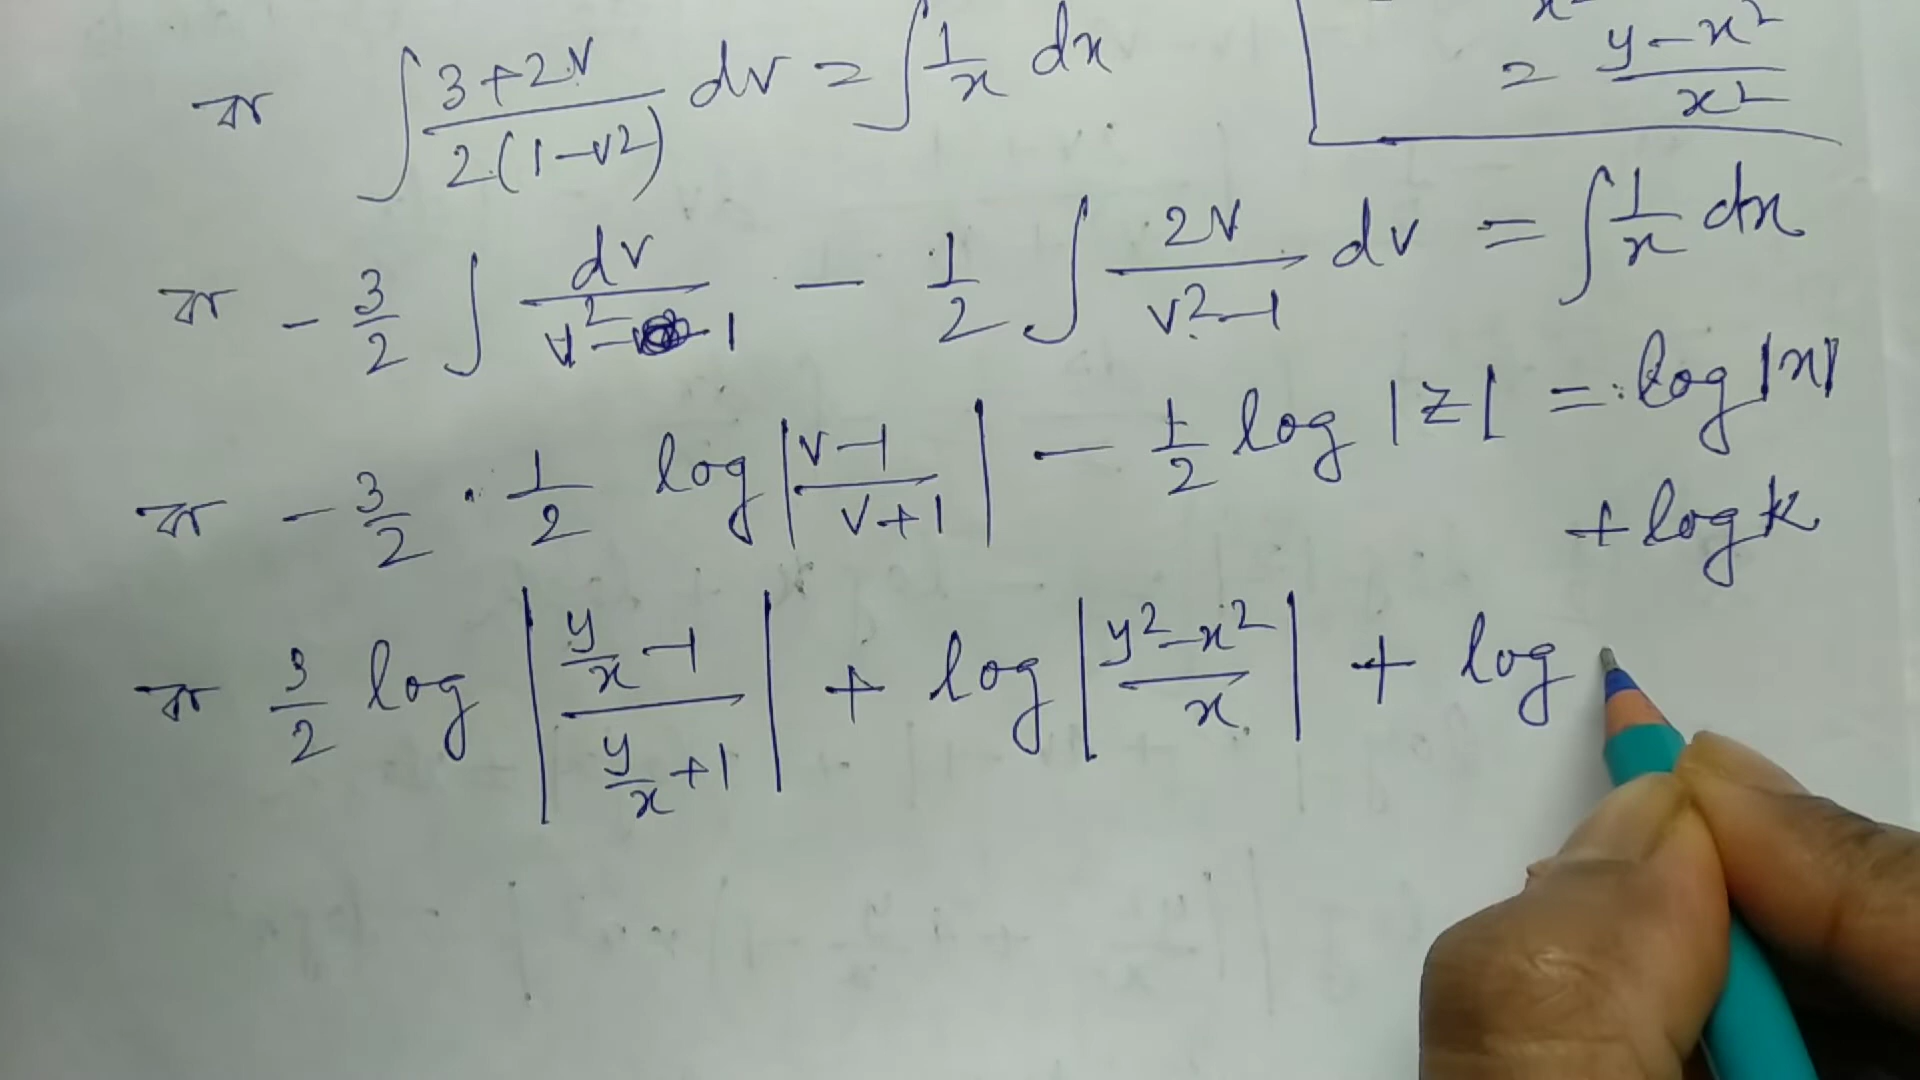 x²
= (y-x²)/x²
বা ∫ (3+2v)/(2(1-v²)) dv = ∫ 1/x dx
বা - 3/2 ∫ dv/(v²-1) - 1/2 ∫ 2v/(v²-1) dv = ∫ 1/x dx
বা - 3/2 · 1/2 log |(v-1)/(v+1)| - 1/2 log |z| = log |x|
+ log k
বা 3/2 log |(y/x - 1)/(y/x + 1)| + log |(y²-x²)/x| + log